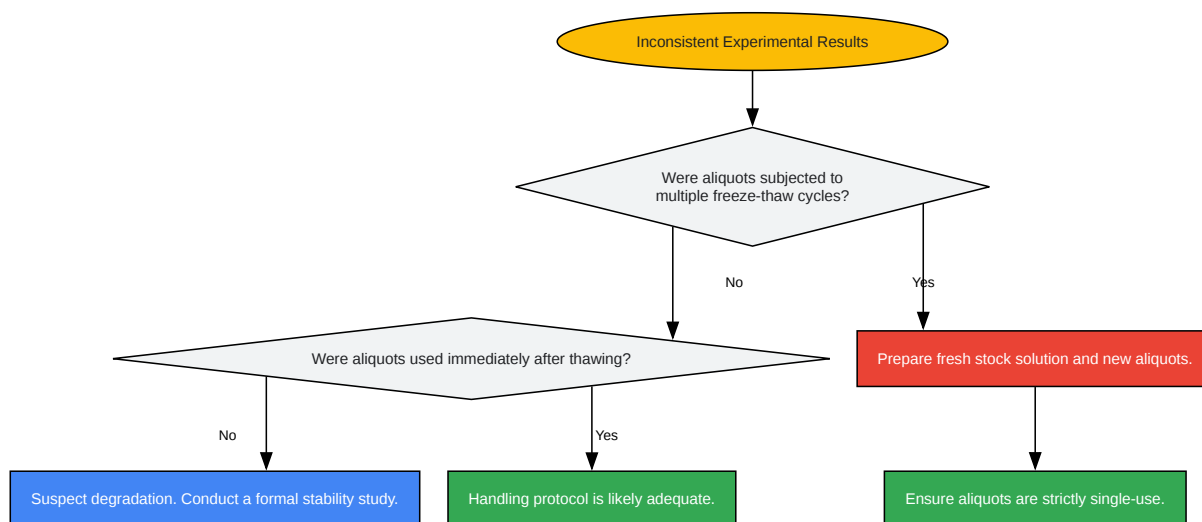 Inconsistent Experimental Results
Were aliquots subjected to
multiple freeze-thaw cycles?
No
Yes
Were aliquots used immediately after thawing?
Prepare fresh stock solution and new aliquots.
No
Yes
Suspect degradation. Conduct a formal stability study.
Handling protocol is likely adequate.
Ensure aliquots are strictly single-use.